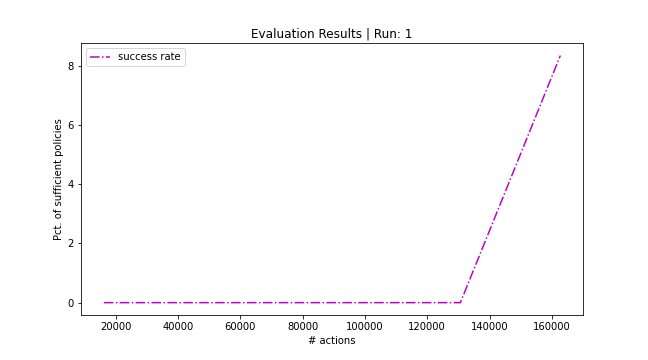 Evaluation Results | Run: 1
success rate
Pct. of sufficient policies
8
6
4
2
0
20000 40000 60000 80000 100000 120000 140000 160000
# actions